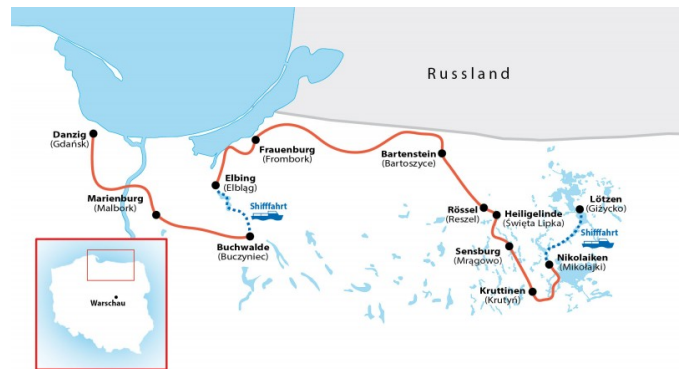 Russland
Danzig
(Gdańsk)
Frauenburg
(Frombork)
Bartenstein
(Bartoszyce)
Elbing
(Elbląg)
Marienburg
(Malbork)
Shifffahrt
Buchwalde
(Buczyniec)
Rössel
(Reszel)
Heiligelinde
(Święta Lipka)
Lötzen
(Giżycko)
Shifffahrt
Sensburg
(Mrągowo)
Nikolaiken
(Mikołajki)
Kruttinen
(Krutyń)
Warschau